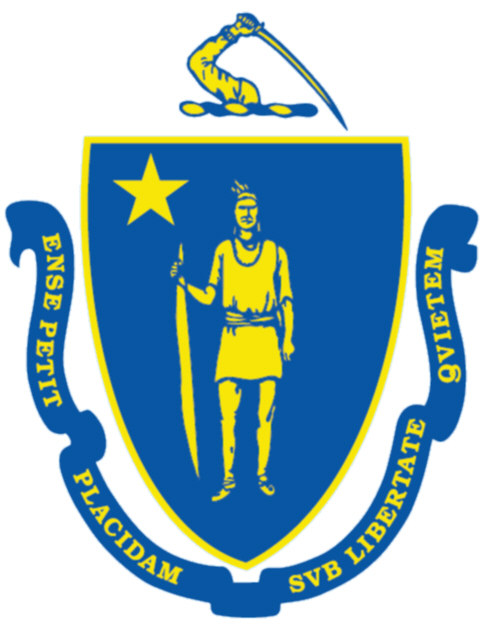 ENSE PETIT
PLACIDAM
SVB LIBERTATE
QVIETEM